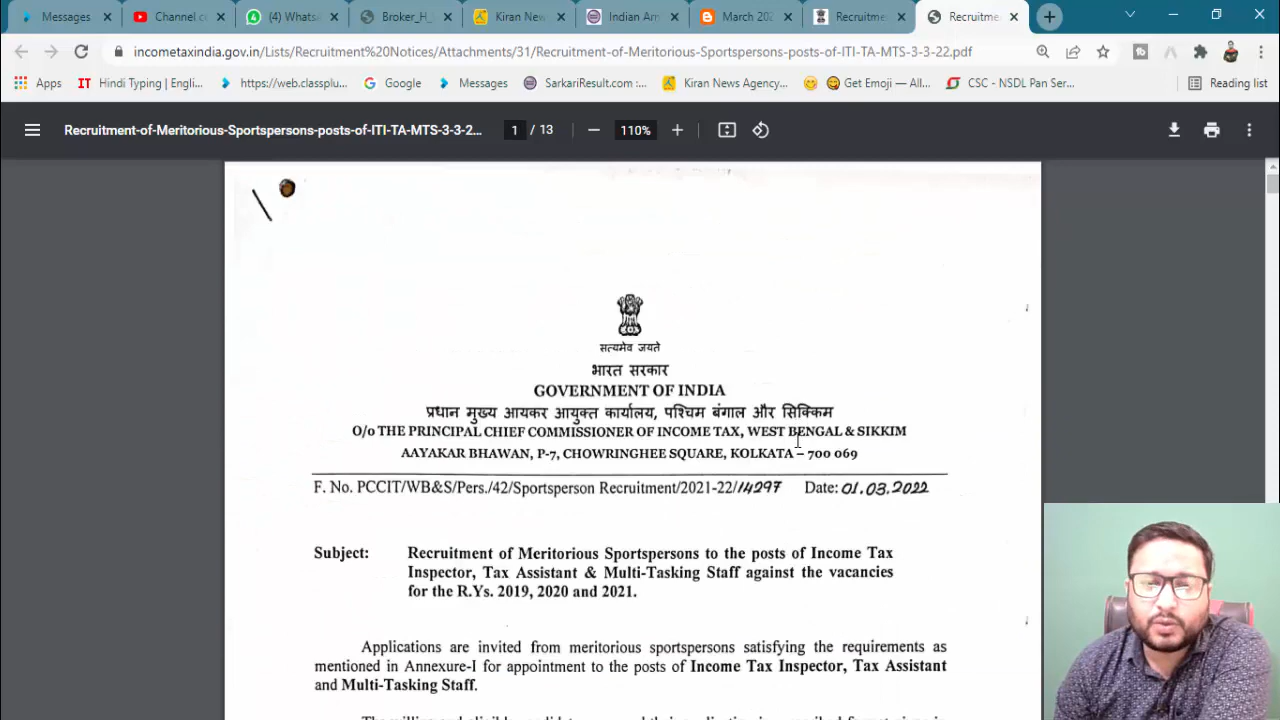 Messages
Channel c
(4) Whats
Broker_H_
Kiran New
Indian Arm
March 202
Recruitme
Recruitme
incometaxindia.gov.in/Lists/Recruitment%20Notices/Attachments/31/Recruitment-of-Meritorious-Sportspersons-posts-of-ITI-TA-MTS-3-3-22.pdf
Apps
Hindi Typing | Engli...
https://web.classplu...
Google
Messages
SarkariResult.com :...
Kiran News Agency...
Get Emoji — All...
CSC - NSDL Pan Ser...
Reading list
Recruitment-of-Meritorious-Sportspersons-posts-of-ITI-TA-MTS-3-3-2...
1 / 13
110%
सत्यमेव जयते
भारत सरकार
GOVERNMENT OF INDIA
प्रधान मुख्य आयकर आयुक्त कार्यालय, पश्चिम बंगाल और सिक्किम
O/o THE PRINCIPAL CHIEF COMMISSIONER OF INCOME TAX, WEST BENGAL & SIKKIM
AAYAKAR BHAWAN, P-7, CHOWRINGHEE SQUARE, KOLKATA – 700 069
F. No. PCCIT/WB&S/Pers./42/Sportsperson Recruitment/2021-22/14297 Date: 01.03.2022
Subject: Recruitment of Meritorious Sportspersons to the posts of Income Tax
Inspector, Tax Assistant & Multi-Tasking Staff against the vacancies
for the R.Ys. 2019, 2020 and 2021.
Applications are invited from meritorious sportspersons satisfying the requirements as
mentioned in Annexure-I for appointment to the posts of Income Tax Inspector, Tax Assistant
and Multi-Tasking Staff.